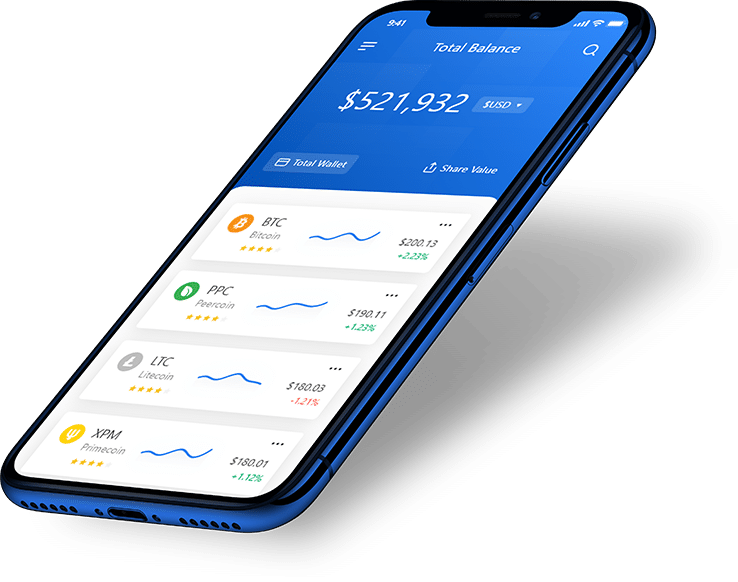 9:41
Total Balance
$521,932 $USD
Total Wallet Share Value
BTC
Bitcoin
$200.13
+2.23%
PPC
Peercoin
$190.11
+1.23%
LTC
Litecoin
$180.03
-1.21%
XPM
Primecoin
$180.01
+1.12%